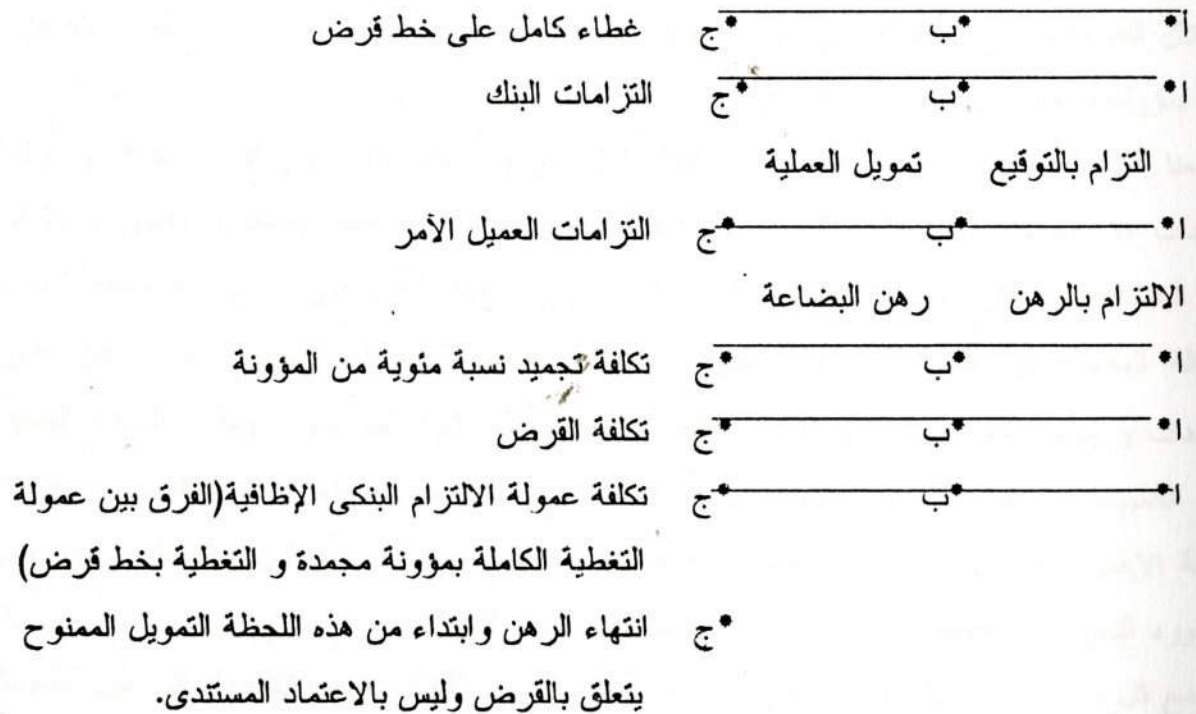 أ* ب* ج* غطاء كامل على خط قرض
ا* ب* ج* التزامات البنك
التزام بالتوقيع تمويل العملية
ا* ب* ج* التزامات العميل الآمر
الالتزام بالرهن رهن البضاعة
ا* ب* ج* تكلفة تجميد نسبة مئوية من المؤونة
ا* ب* ج* تكلفة القرض
ا* ب* ج* تكلفة عمولة الالتزام البنكى الإظافية(الفرق بين عمولة
التغطية الكاملة بمؤونة مجمدة و التغطية بخط قرض)
ج* انتهاء الرهن وابتداء من هذه اللحظة التمويل الممنوح
يتعلق بالقرض وليس بالاعتماد المستندى.